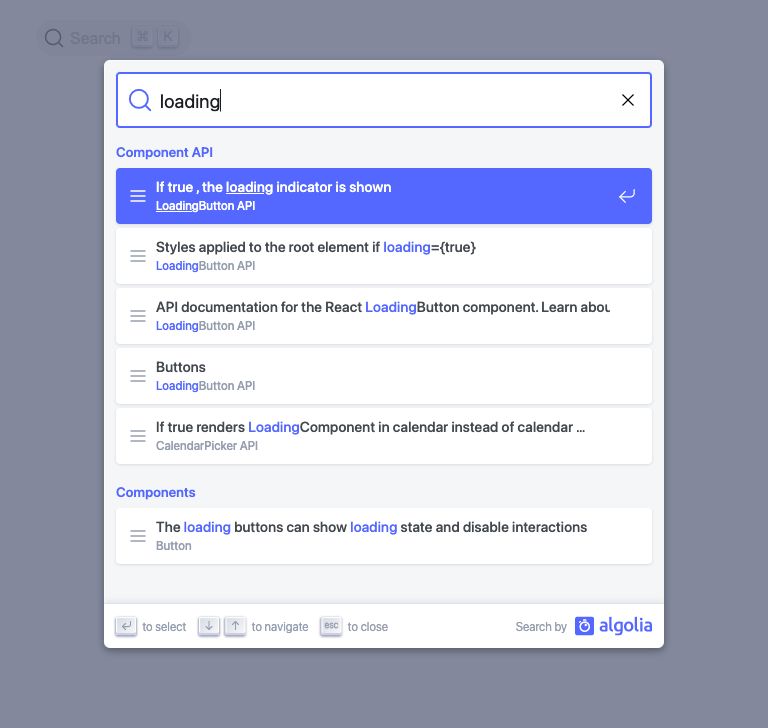 Search ⌘ K
loading
Component API
If true , the loading indicator is shown
LoadingButton API
Styles applied to the root element if loading={true}
LoadingButton API
API documentation for the React LoadingButton component. Learn abou
LoadingButton API
Buttons
LoadingButton API
If true renders LoadingComponent in calendar instead of calendar ...
CalendarPicker API
Components
The loading buttons can show loading state and disable interactions
Button
to select to navigate esc to close Search by algolia